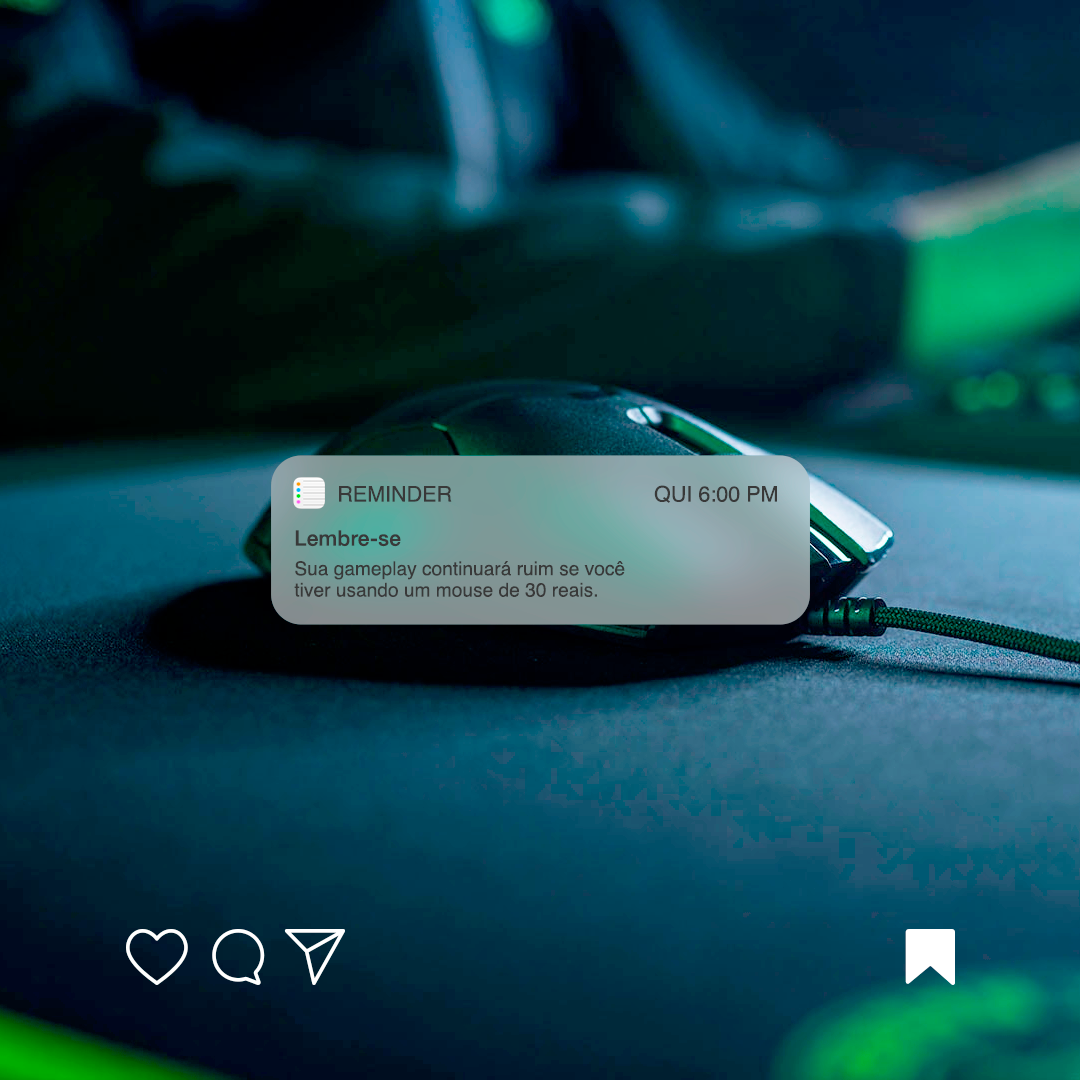 REMINDER QUI 6:00 PM
Lembre-se
Sua gameplay continuará ruim se você
tiver usando um mouse de 30 reais.